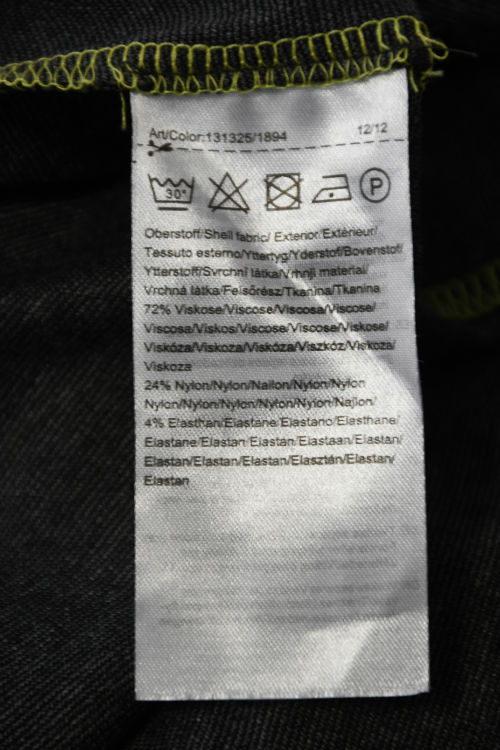 Art/Color:131325/1894 12/12
30°
P
Oberstoff/Shell fabric/ Exterior/Extérieur/
Tessuto esterno/Yttertyg/Yderstof/Bovenstof/
Ytterstoff/Svrchní látka/Vrhnji material/
Vrchná látka/Felsőrész/Tkanina/Tkanina
72% Viskose/Viscose/Viscosa/Viscose/
Viscosa/Viskos/Viscose/Viscose/Viskose/
Viskóza/Viskoza/Viskóza/Viszkóz/Viskoza/
Viskoza
24% Nylon/Nylon/Nailon/Nylon/Nylon
Nylon/Nylon/Nylon/Nylon/Nylon/Najlon/
4% Elasthan/Elastane/Elastano/Elasthane/
Elastane/Elastan/Elastan/Elastaan/Elastan/
Elastan/Elastan/Elastan/Elasztán/Elastan/
Elastan